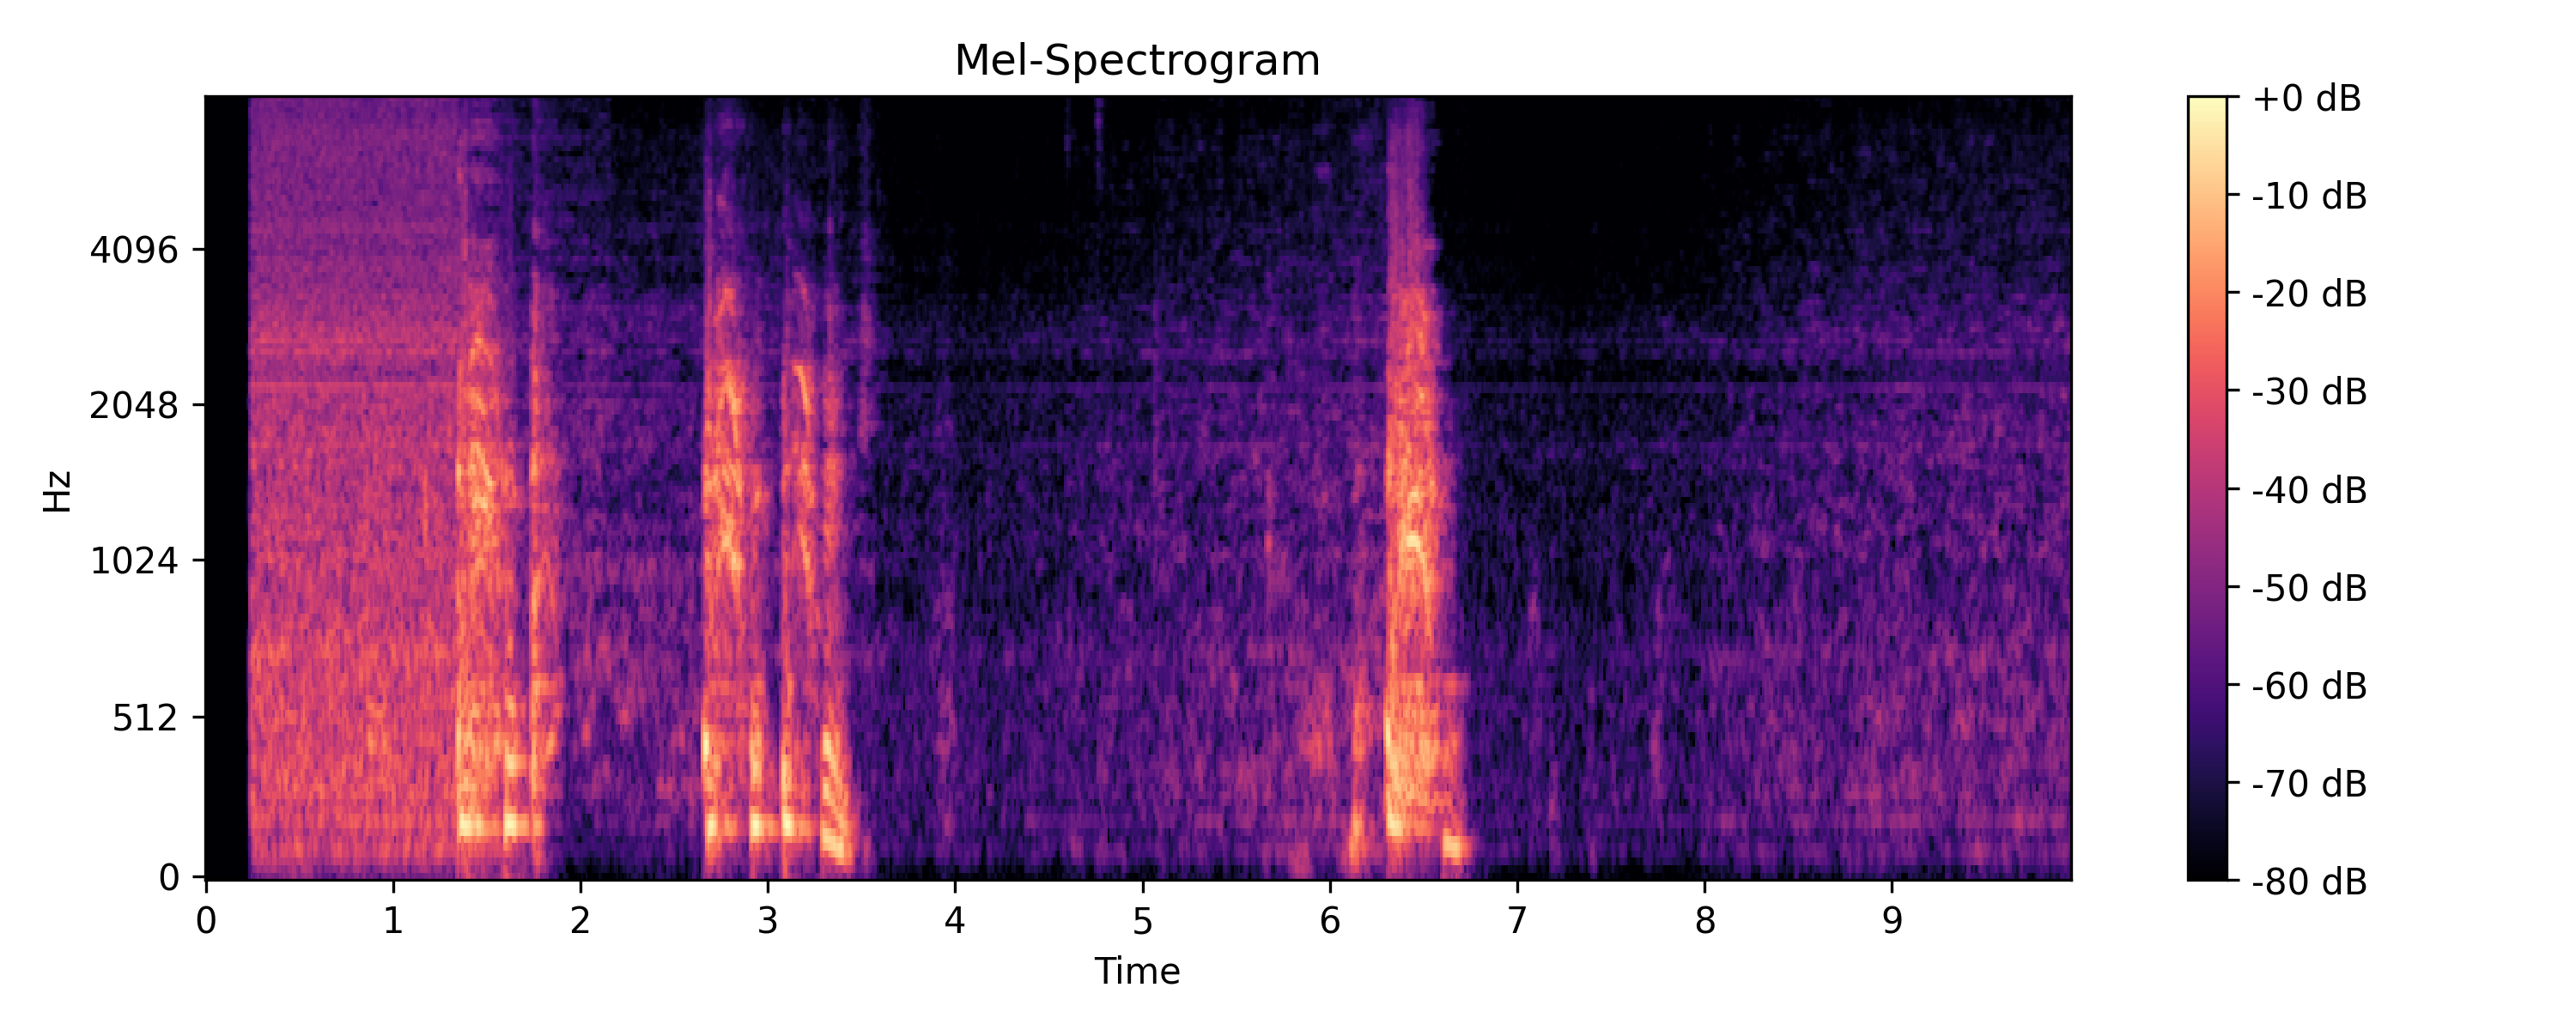 Mel-Spectrogram
+0 dB
-10 dB
-20 dB
-30 dB
-40 dB
-50 dB
-60 dB
-70 dB
-80 dB
4096
2048
1024
512
0
Hz
0 1 2 3 4 5 6 7 8 9
Time